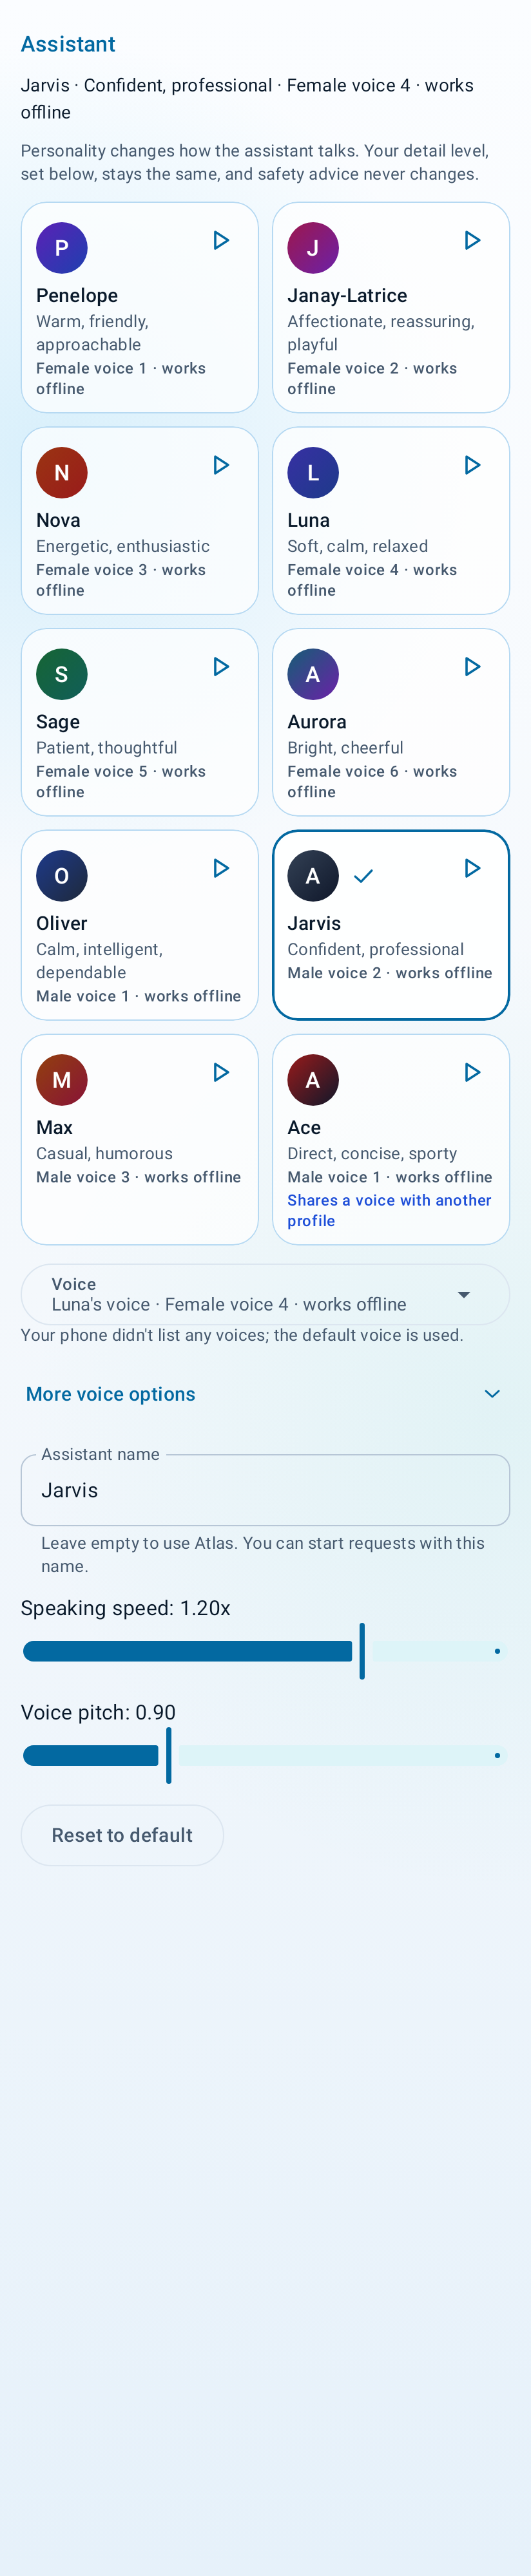 Assistant
Jarvis · Confident, professional · Female voice 4 · works
offline
Personality changes how the assistant talks. Your detail level,
set below, stays the same, and safety advice never changes.
P
Penelope
Warm, friendly,
approachable
Female voice 1 · works
offline
J
Janay-Latrice
Affectionate, reassuring,
playful
Female voice 2 · works
offline
N
Nova
Energetic, enthusiastic
Female voice 3 · works
offline
L
Luna
Soft, calm, relaxed
Female voice 4 · works
offline
S
Sage
Patient, thoughtful
Female voice 5 · works
offline
A
Aurora
Bright, cheerful
Female voice 6 · works
offline
O
Oliver
Calm, intelligent,
dependable
Male voice 1 · works offline
A
Jarvis
Confident, professional
Male voice 2 · works offline
M
Max
Casual, humorous
Male voice 3 · works offline
A
Ace
Direct, concise, sporty
Male voice 1 · works offline
Shares a voice with another
profile
Voice
Luna's voice · Female voice 4 · works offline
Your phone didn't list any voices; the default voice is used.
More voice options
Assistant name
Jarvis
Leave empty to use Atlas. You can start requests with this
name.
Speaking speed: 1.20x
Voice pitch: 0.90
Reset to default